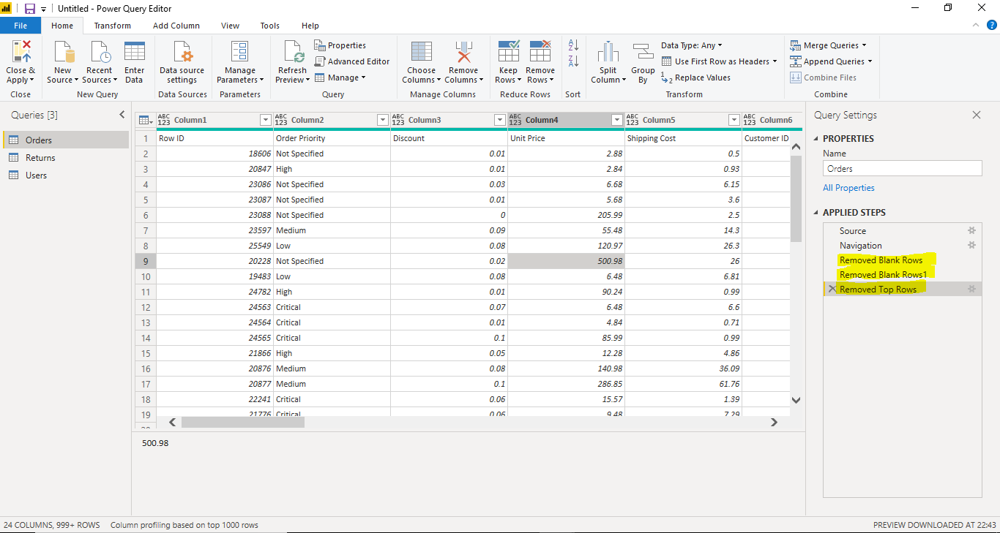 Untitled - Power Query Editor
File Home Transform Add Column View Tools Help
Close & Apply New Source Recent Sources Enter Data Data source settings Manage Parameters Refresh Preview Properties Advanced Editor Manage Choose Columns Remove Columns Keep Rows Remove Rows Split Column Group By Data Type: Any Use First Row as Headers Replace Values Merge Queries Append Queries Combine Files
Close New Query Data Sources Parameters Query Manage Columns Reduce Rows Sort Transform Combine
Queries [3]
Orders
Returns
Users
ABC 123 Column1 ABC 123 Column2 ABC 123 Column3 ABC 123 Column4 ABC 123 Column5 ABC 123 Column6
1 Row ID Order Priority Discount Unit Price Shipping Cost Customer ID
2 18606 Not Specified 0.01 2.88 0.5
3 20847 High 0.01 2.84 0.93
4 23086 Not Specified 0.03 6.68 6.15
5 23087 Not Specified 0.01 5.68 3.6
6 23088 Not Specified 0 205.99 2.5
7 23597 Medium 0.09 55.48 14.3
8 25549 Low 0.08 120.97 26.3
9 20228 Not Specified 0.02 500.98 26
10 19483 Low 0.08 6.48 6.81
11 24782 High 0.01 90.24 0.99
12 24563 Critical 0.07 6.48 6.6
13 24564 Critical 0.01 4.84 0.71
14 24565 Critical 0.1 85.99 0.99
15 21866 High 0.05 12.28 4.86
16 20876 Medium 0.08 140.98 36.09
17 20877 Medium 0.1 286.85 61.76
18 22241 Critical 0.06 15.57 1.39
19 21776 Critical 0.06 9.48 7.29
500.98
Query Settings
PROPERTIES
Name
Orders
All Properties
APPLIED STEPS
Source
Navigation
Removed Blank Rows
Removed Blank Rows1
Removed Top Rows
24 COLUMNS, 999+ ROWS Column profiling based on top 1000 rows PREVIEW DOWNLOADED AT 22:43